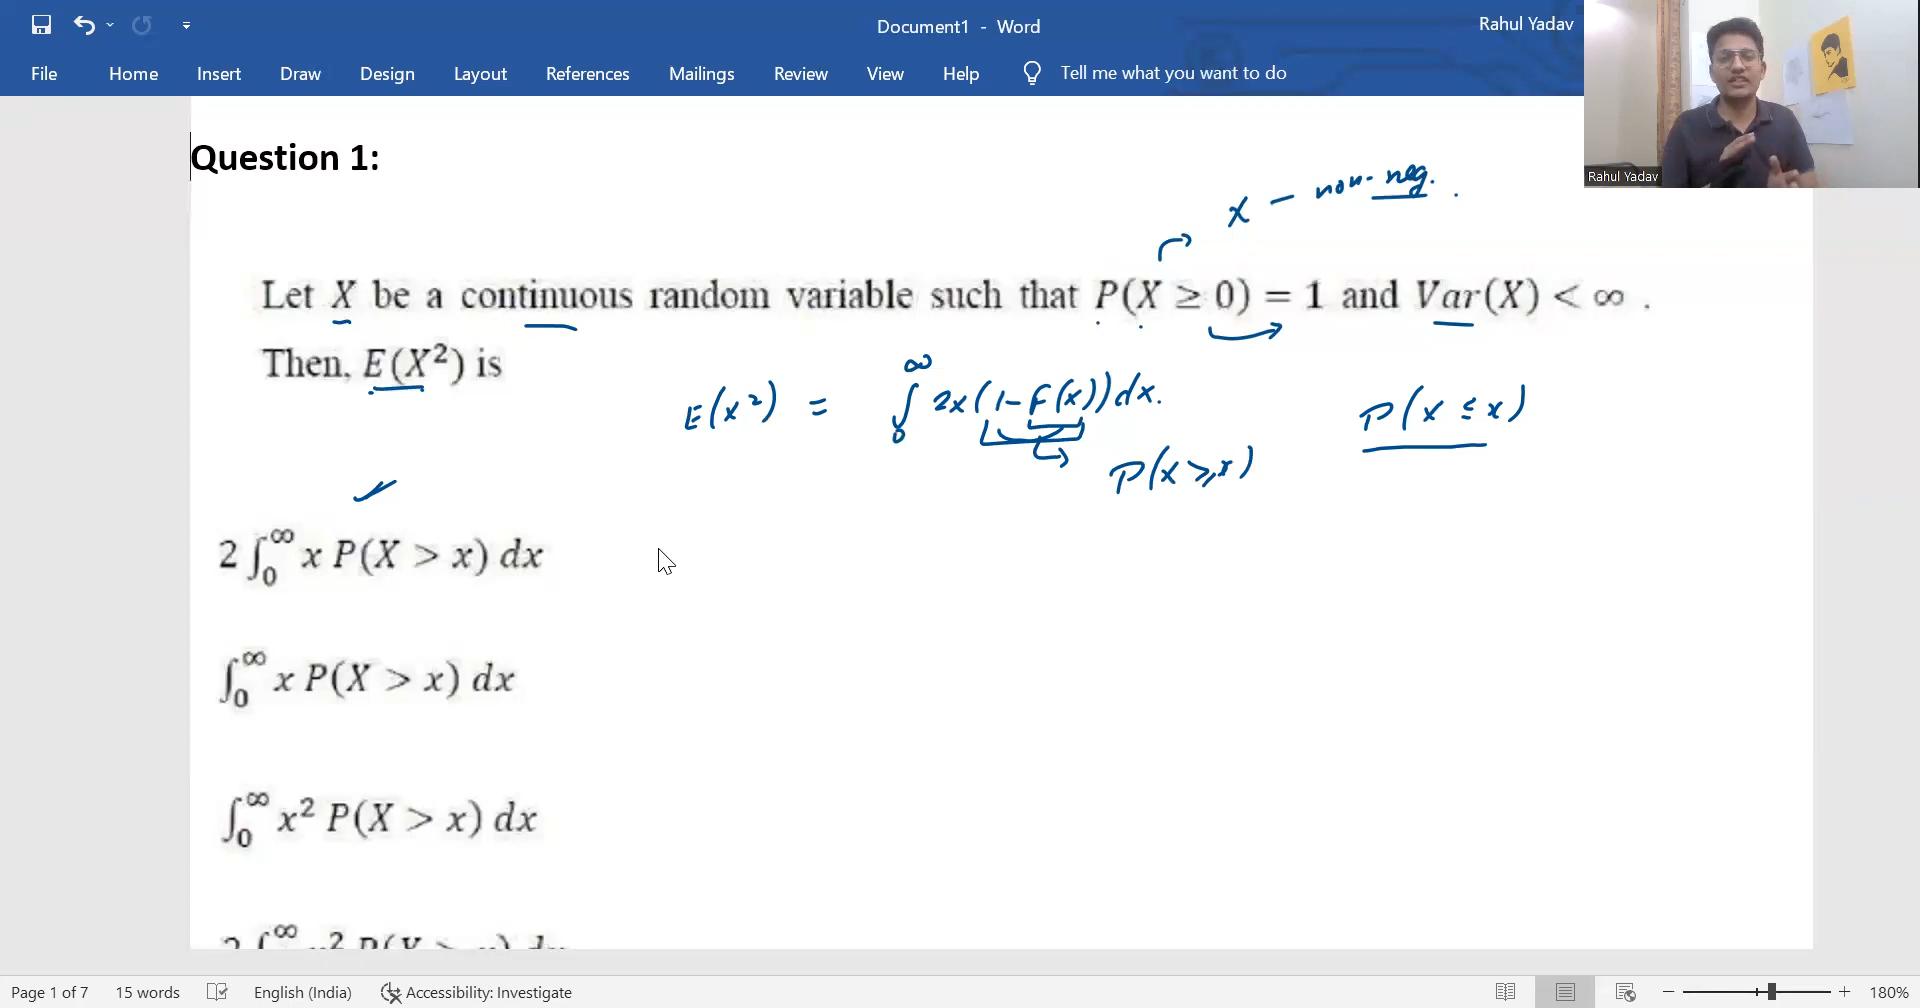 Document1 - Word
Rahul Yadav
File Home Insert Draw Design Layout References Mailings Review View Help Tell me what you want to do
Rahul Yadav
Question 1:
X - non-neg.
Let X be a continuous random variable such that P(X ≥ 0) = 1 and Var(X) < ∞ .
Then, E(X²) is
E(X²) = ∫₀^∞ 2x(1-F(x))dx.
P(X ≤ x)
P(X ≥ x)
2 ∫₀^∞ x P(X > x) dx
∫₀^∞ x P(X > x) dx
∫₀^∞ x² P(X > x) dx
Page 1 of 7 15 words English (India) Accessibility: Investigate 180%